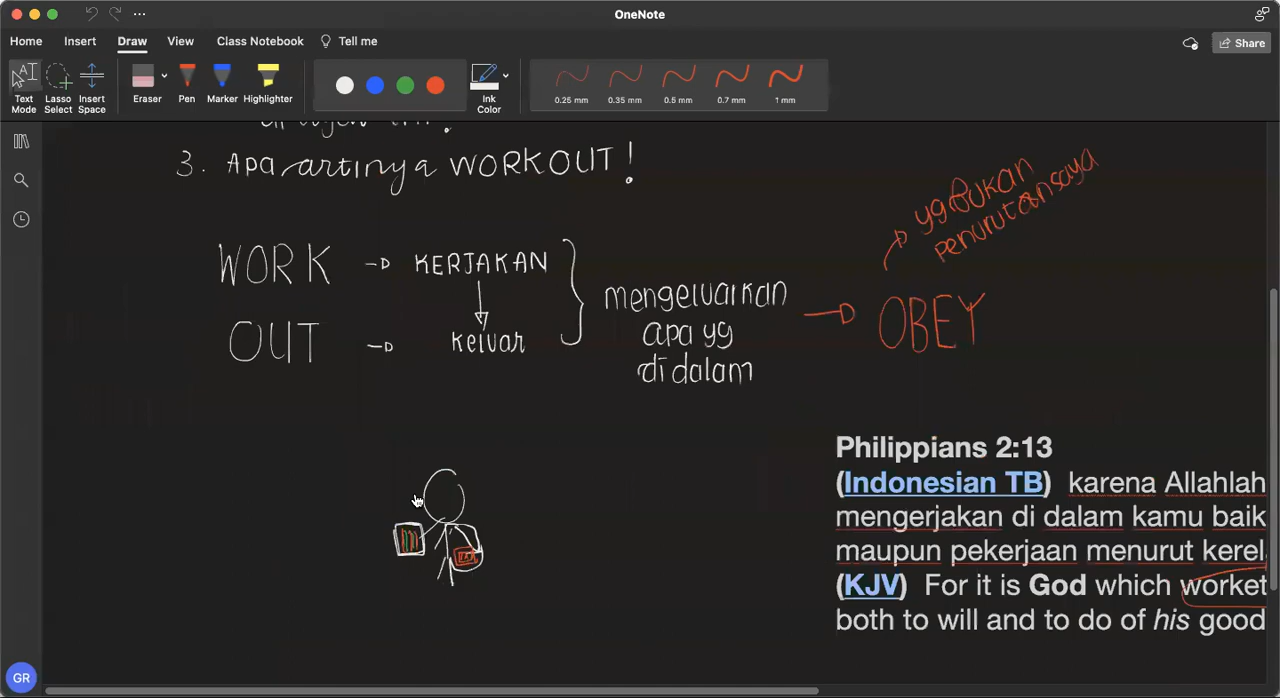 OneNote
Home Insert Draw View Class Notebook Tell me
Share
Text Mode
Lasso Select
Insert Space
Eraser
Pen
Marker
Highlighter
Ink Color
0.25 mm
0.35 mm
0.5 mm
0.7 mm
1 mm
3. Apa artinya WORKOUT!
yg Bukan
penurutan saya
WORK
KERJAKAN
OUT
keluar
mengeluarkan
apa yg
di dalam
OBEY
Philippians 2:13
(Indonesian TB) karena Allahlah
mengerjakan di dalam kamu baik
maupun pekerjaan menurut kerel
(KJV) For it is God which worket
both to will and to do of his good
GR